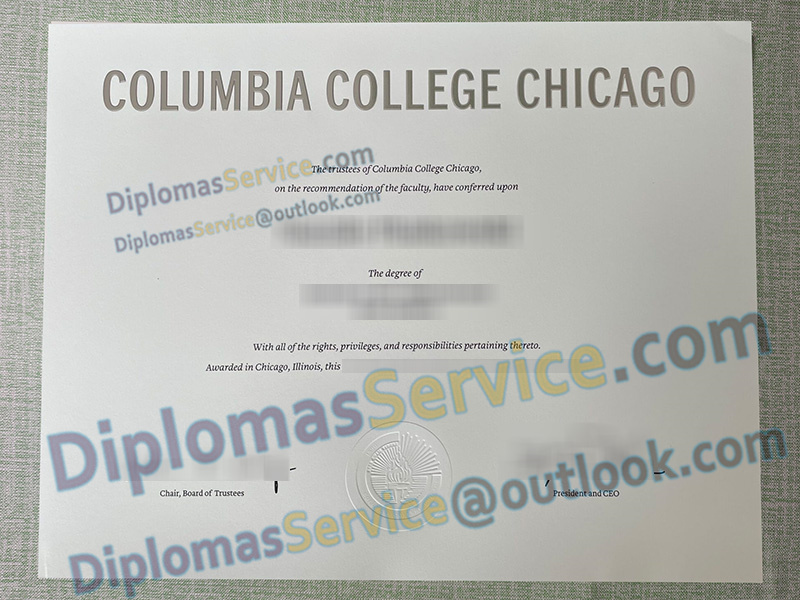 COLUMBIA COLLEGE CHICAGO
The trustees of Columbia College Chicago,
on the recommendation of the faculty, have conferred upon
DiplomasService.com
DiplomasService@outlook.com
The degree of
With all of the rights, privileges, and responsibilities pertaining thereto.
Awarded in Chicago, Illinois, this
DiplomasService.com
Chair, Board of Trustees
President and CEO
DiplomasService@outlook.com